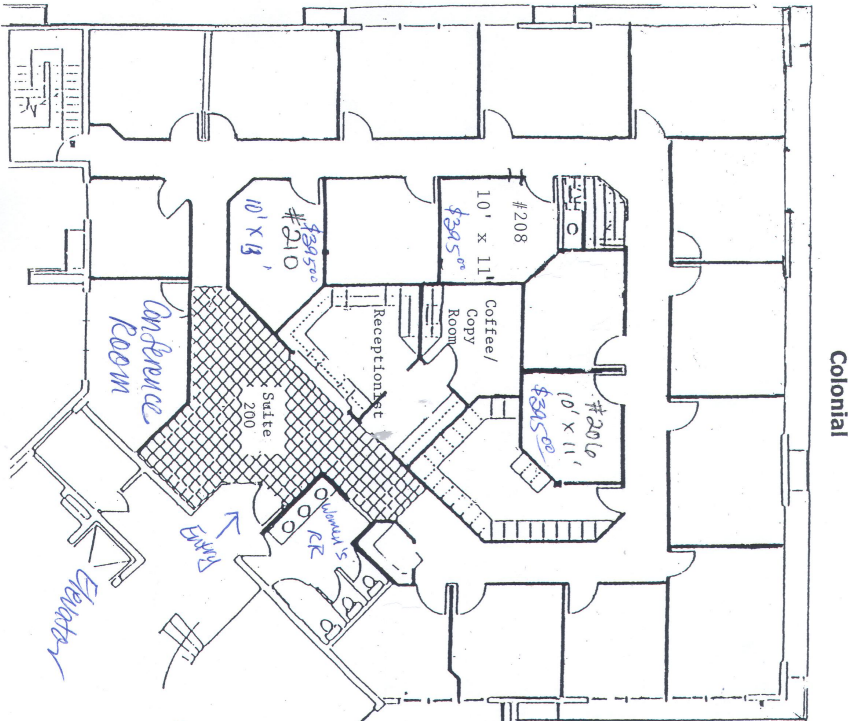 Colonial
#208
10' x 11'
$395.00
$395.00
#210
10' x 13'
C
Coffee/
Copy
Room
Receptionist
#206
10' x 11'
$395.00
Conference
Room
Suite
200
Women's
RR
Entry
Elevator